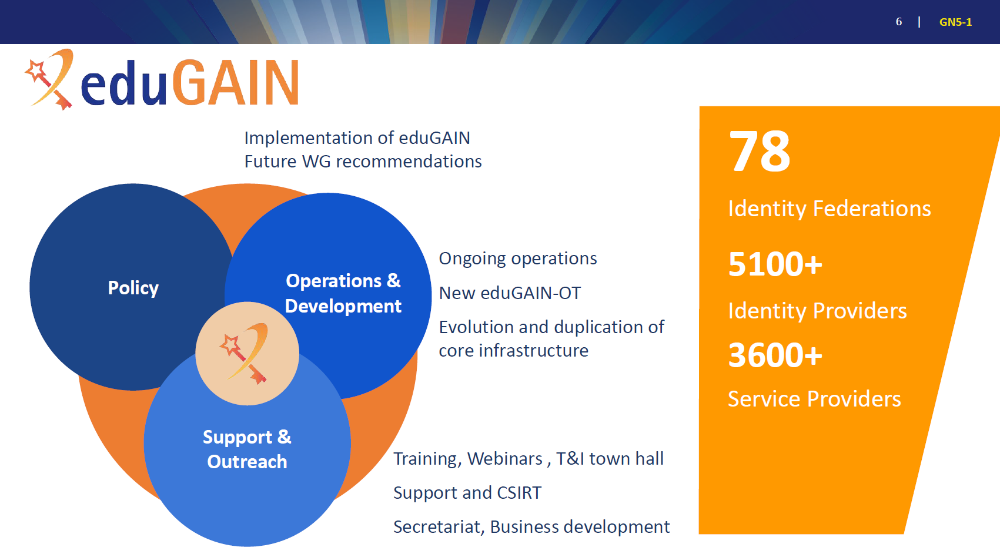 6 | GN5-1
eduGAIN
Implementation of eduGAIN
Future WG recommendations
Policy
Operations &
Development
Support &
Outreach
Ongoing operations
New eduGAIN-OT
Evolution and duplication of
core infrastructure
Training, Webinars , T&I town hall
Support and CSIRT
Secretariat, Business development
78
Identity Federations
5100+
Identity Providers
3600+
Service Providers